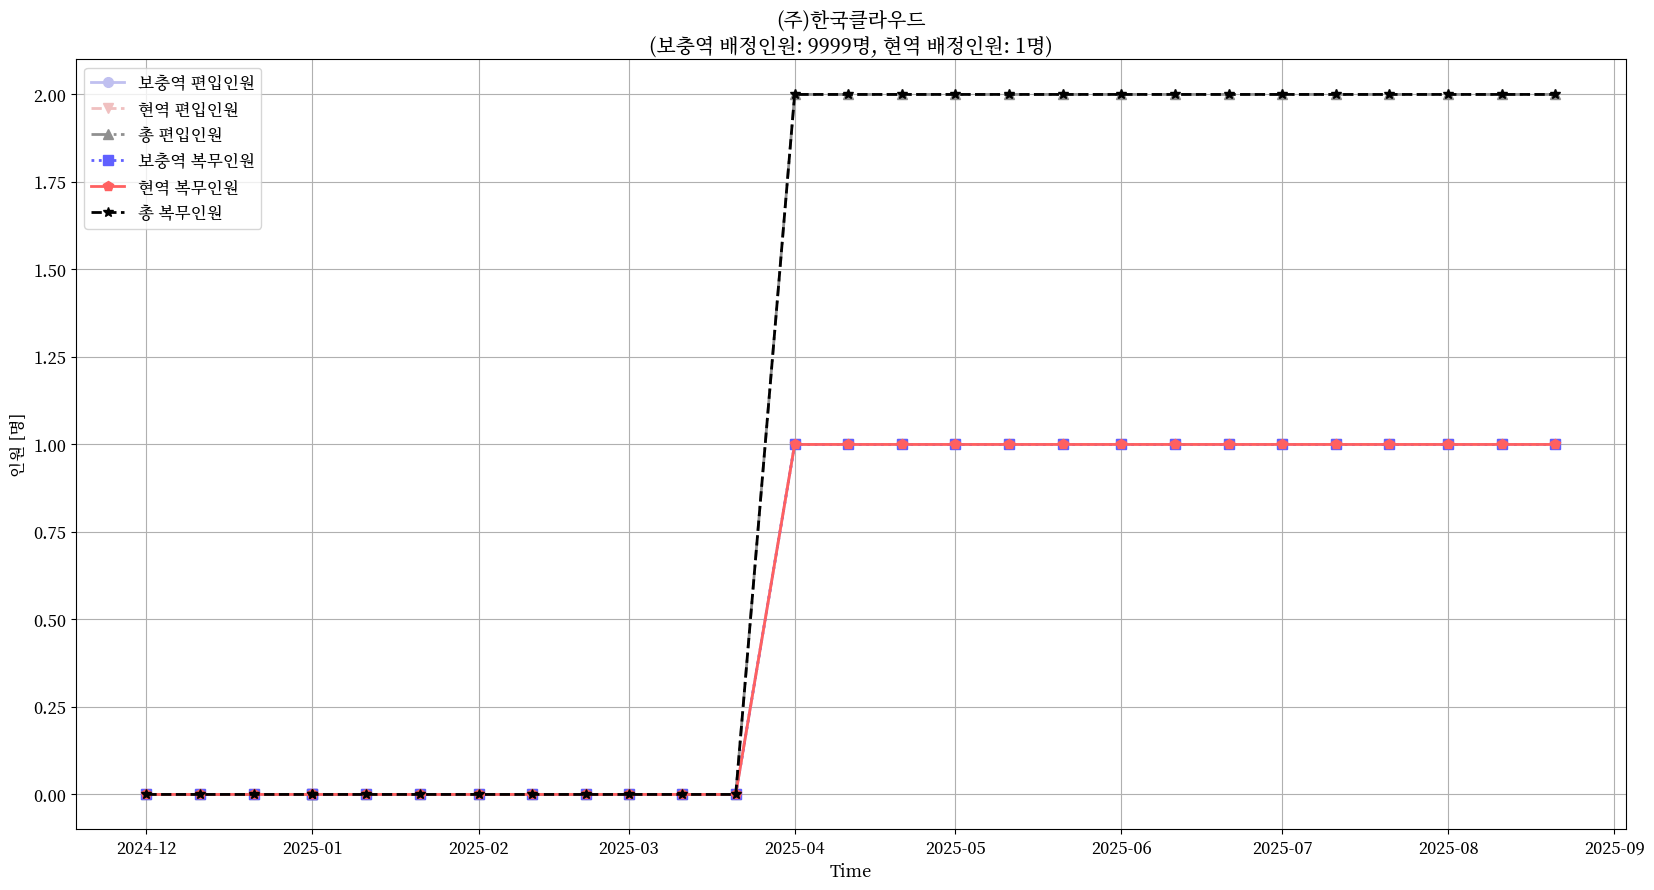 (주)한국클라우드
(보충역 배정인원: 9999명, 현역 배정인원: 1명)
보충역 편입인원
현역 편입인원
총 편입인원
보충역 복무인원
현역 복무인원
총 복무인원
2.00
1.75
1.50
1.25
1.00
0.75
0.50
0.25
0.00
인원 [명]
2024-12 2025-01 2025-02 2025-03 2025-04 2025-05 2025-06 2025-07 2025-08 2025-09
Time